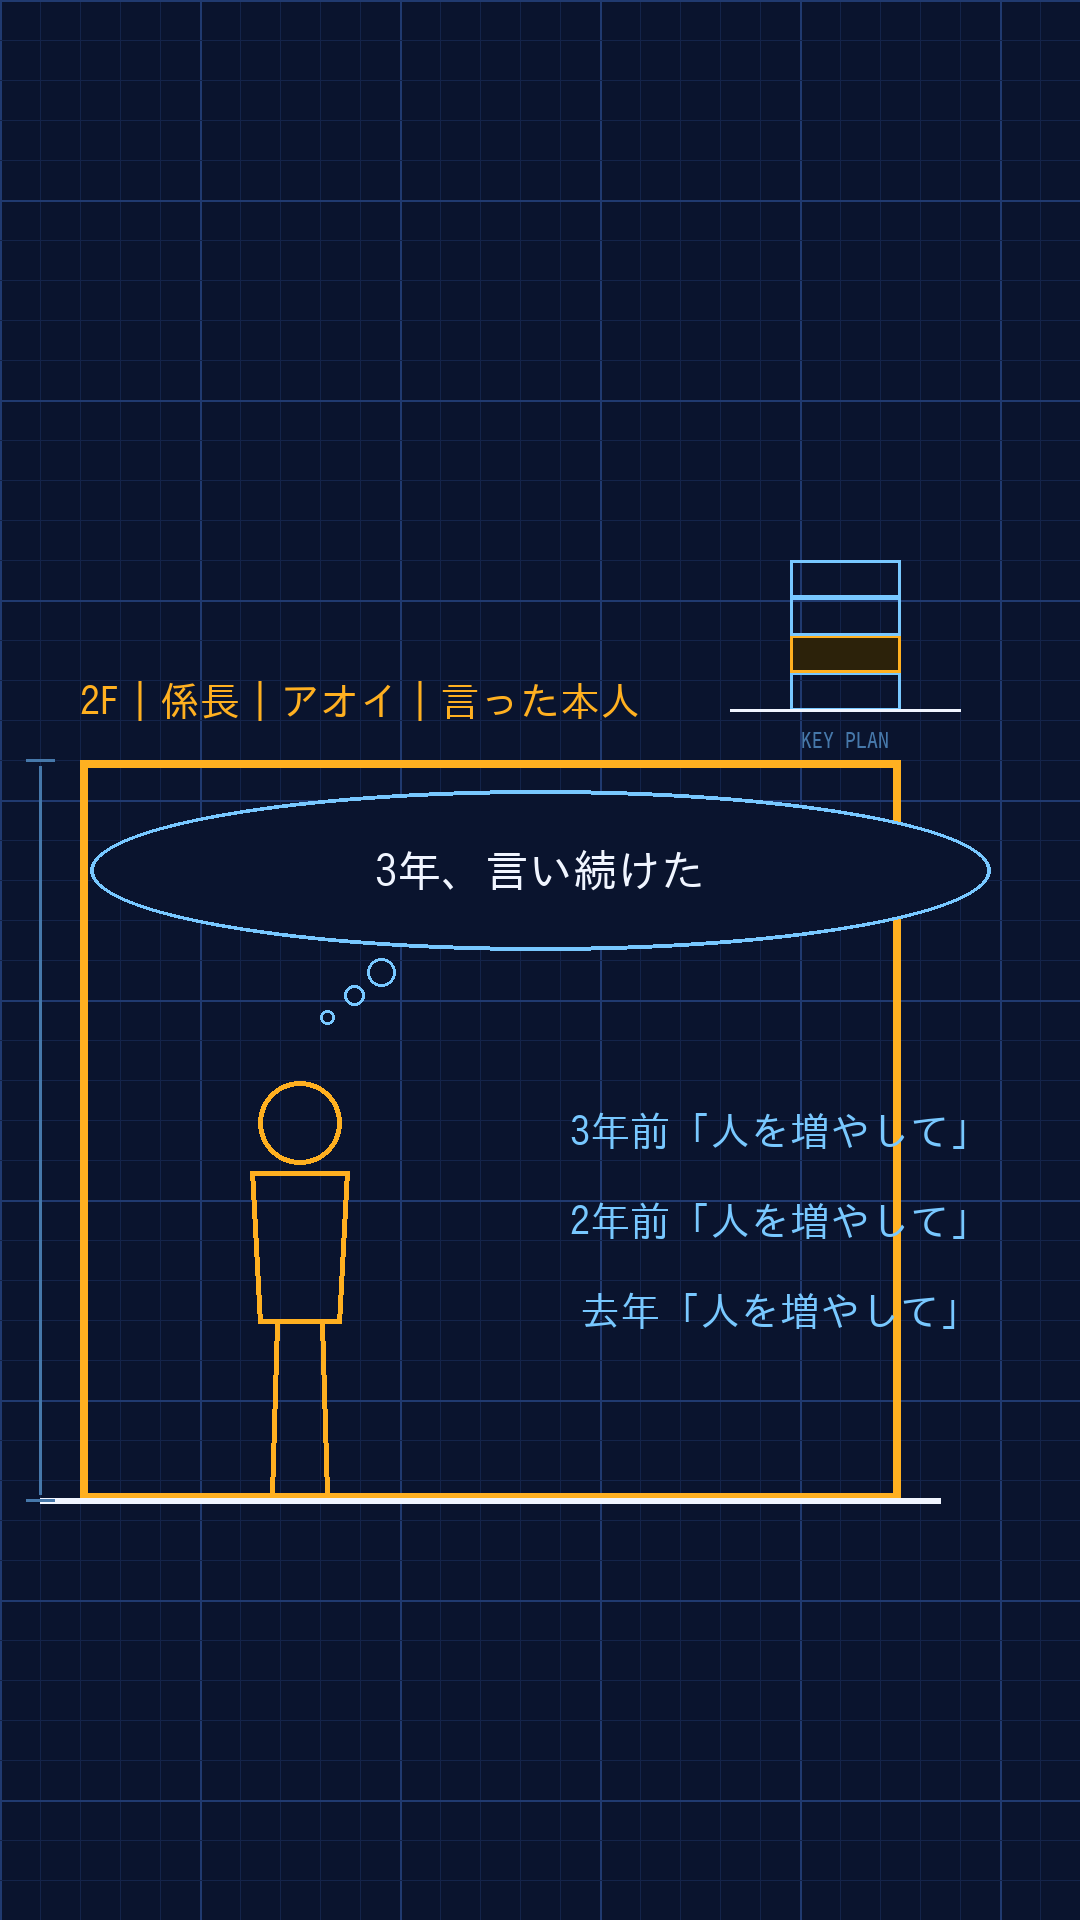 2F｜係長｜アオイ｜言った本人
KEY PLAN
3年、言い続けた
3年前「人を増やして」
2年前「人を増やして」
去年「人を増やして」